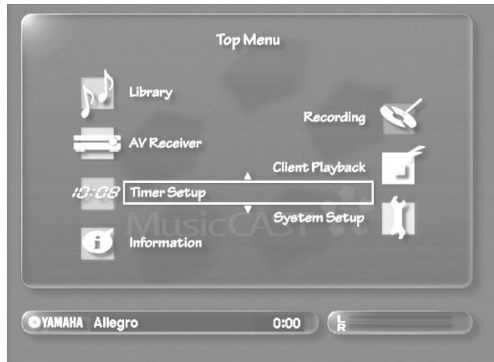 Top Menu
Library
Recording
AV Receiver
Client Playback
10:08 Timer Setup
System Setup
MusicCAST
Information
YAMAHA Allegro 0:00 L
R